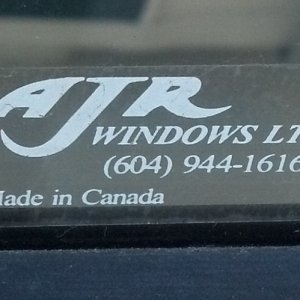 AJR
WINDOWS LT
(604) 944-1616
Made in Canada